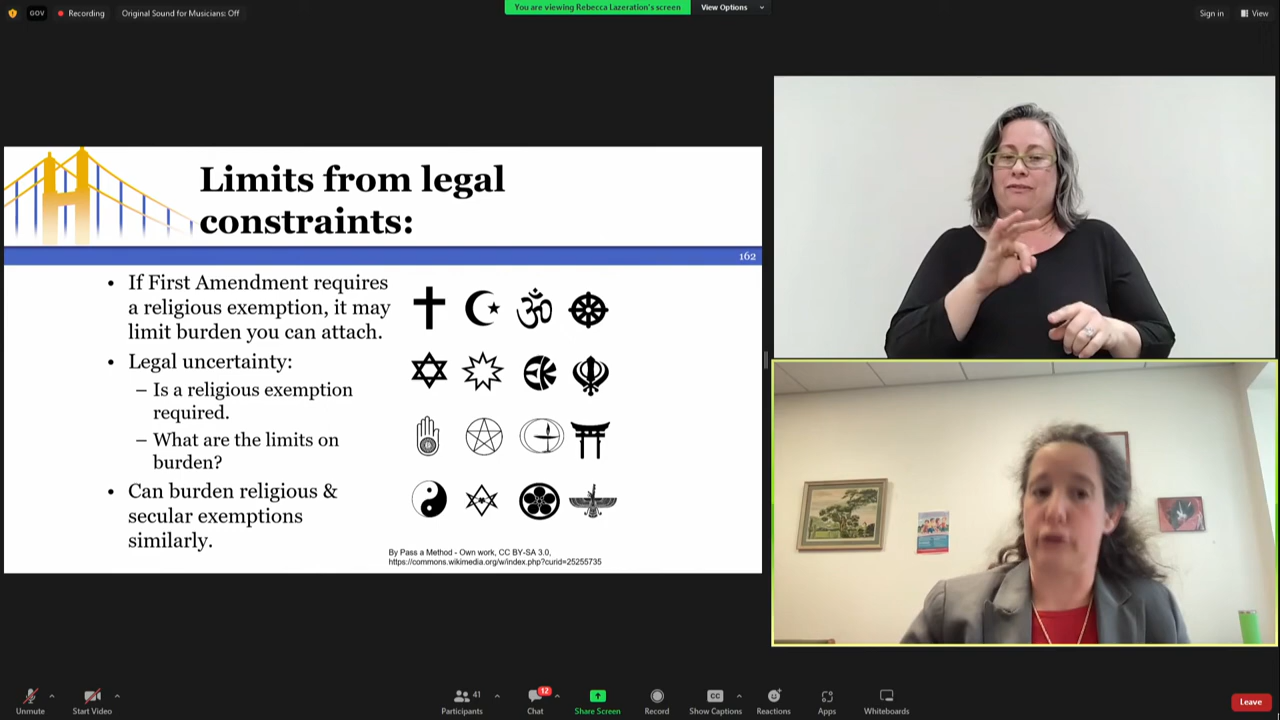 GOV
Recording
Original Sound for Musicians: Off
You are viewing Rebecca Lazeration's screen
View Options
Sign in
View
Limits from legal
constraints:
162
• If First Amendment requires
a religious exemption, it may
limit burden you can attach.
• Legal uncertainty:
– Is a religious exemption
required.
– What are the limits on
burden?
• Can burden religious &
secular exemptions
similarly.
By Pass a Method - Own work, CC BY-SA 3.0,
https://commons.wikimedia.org/w/index.php?curid=25255735
Unmute
Start Video
Participants
41
Chat
12
Share Screen
Record
CC
Show Captions
Reactions
Apps
Whiteboards
Leave